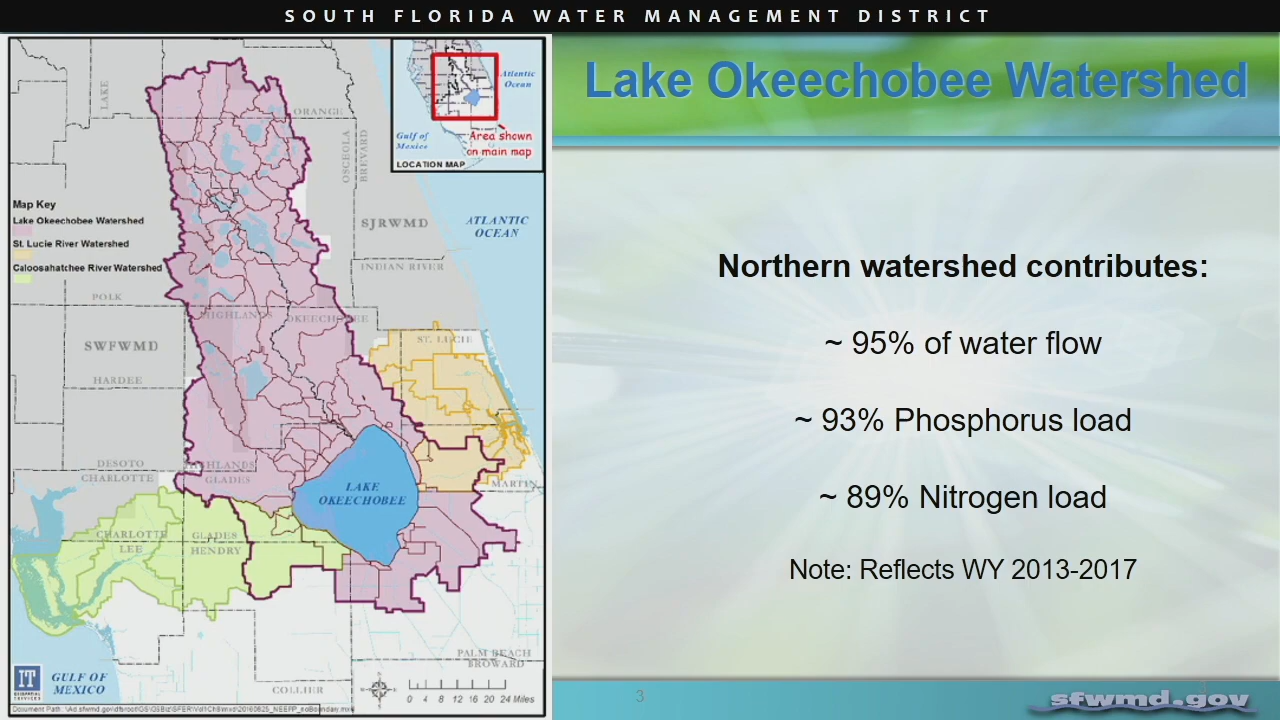 SOUTH FLORIDA WATER MANAGEMENT DISTRICT
Lake Okeechobee Watershed
Northern watershed contributes:
~ 95% of water flow
~ 93% Phosphorus load
~ 89% Nitrogen load
Note: Reflects WY 2013-2017
3
sfwmd.gov
LAKE
ORANGE
OSCEOLA
BREVARD
Atlantic
Ocean
Gulf of
Mexico
Area shown
on main map
LOCATION MAP
Map Key
Lake Okeechobee Watershed
St. Lucie River Watershed
Caloosahatchee River Watershed
SJRWMD
ATLANTIC
OCEAN
INDIAN RIVER
POLK
HIGHLANDS
OKEECHOBEE
SWFWMD
ST. LUCIE
HARDEE
DESOTO
CHARLOTTE
HIGHLANDS
GLADES
LAKE
OKEECHOBEE
MARTIN
CHARLOTTE
LEE
GLADES
HENDRY
PALM BEACH
BROWARD
IT
GEOSPATIAL
SERVICES
GULF OF
MEXICO
COLLIER
0 4 8 12 16 20 24 Miles